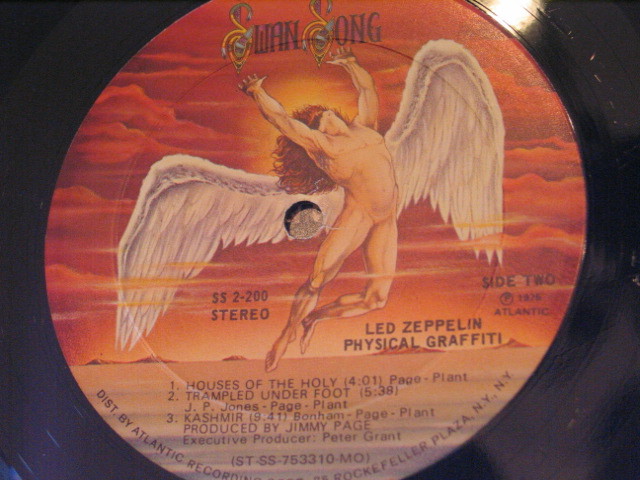 SWAN SONG
SS 2-200
STEREO
SIDE TWO
Ⓟ 1975
ATLANTIC
LED ZEPPELIN
PHYSICAL GRAFFITI
1. HOUSES OF THE HOLY (4:01) Page-Plant
2. TRAMPLED UNDER FOOT (5:38)
J. P. Jones-Page-Plant
3. KASHMIR (9:41) Bonham-Page-Plant
PRODUCED BY JIMMY PAGE
Executive Producer: Peter Grant
(ST-SS-753310-MO)
DIST. BY ATLANTIC RECORDING ROCKEFELLER PLAZA, N.Y., N.Y.